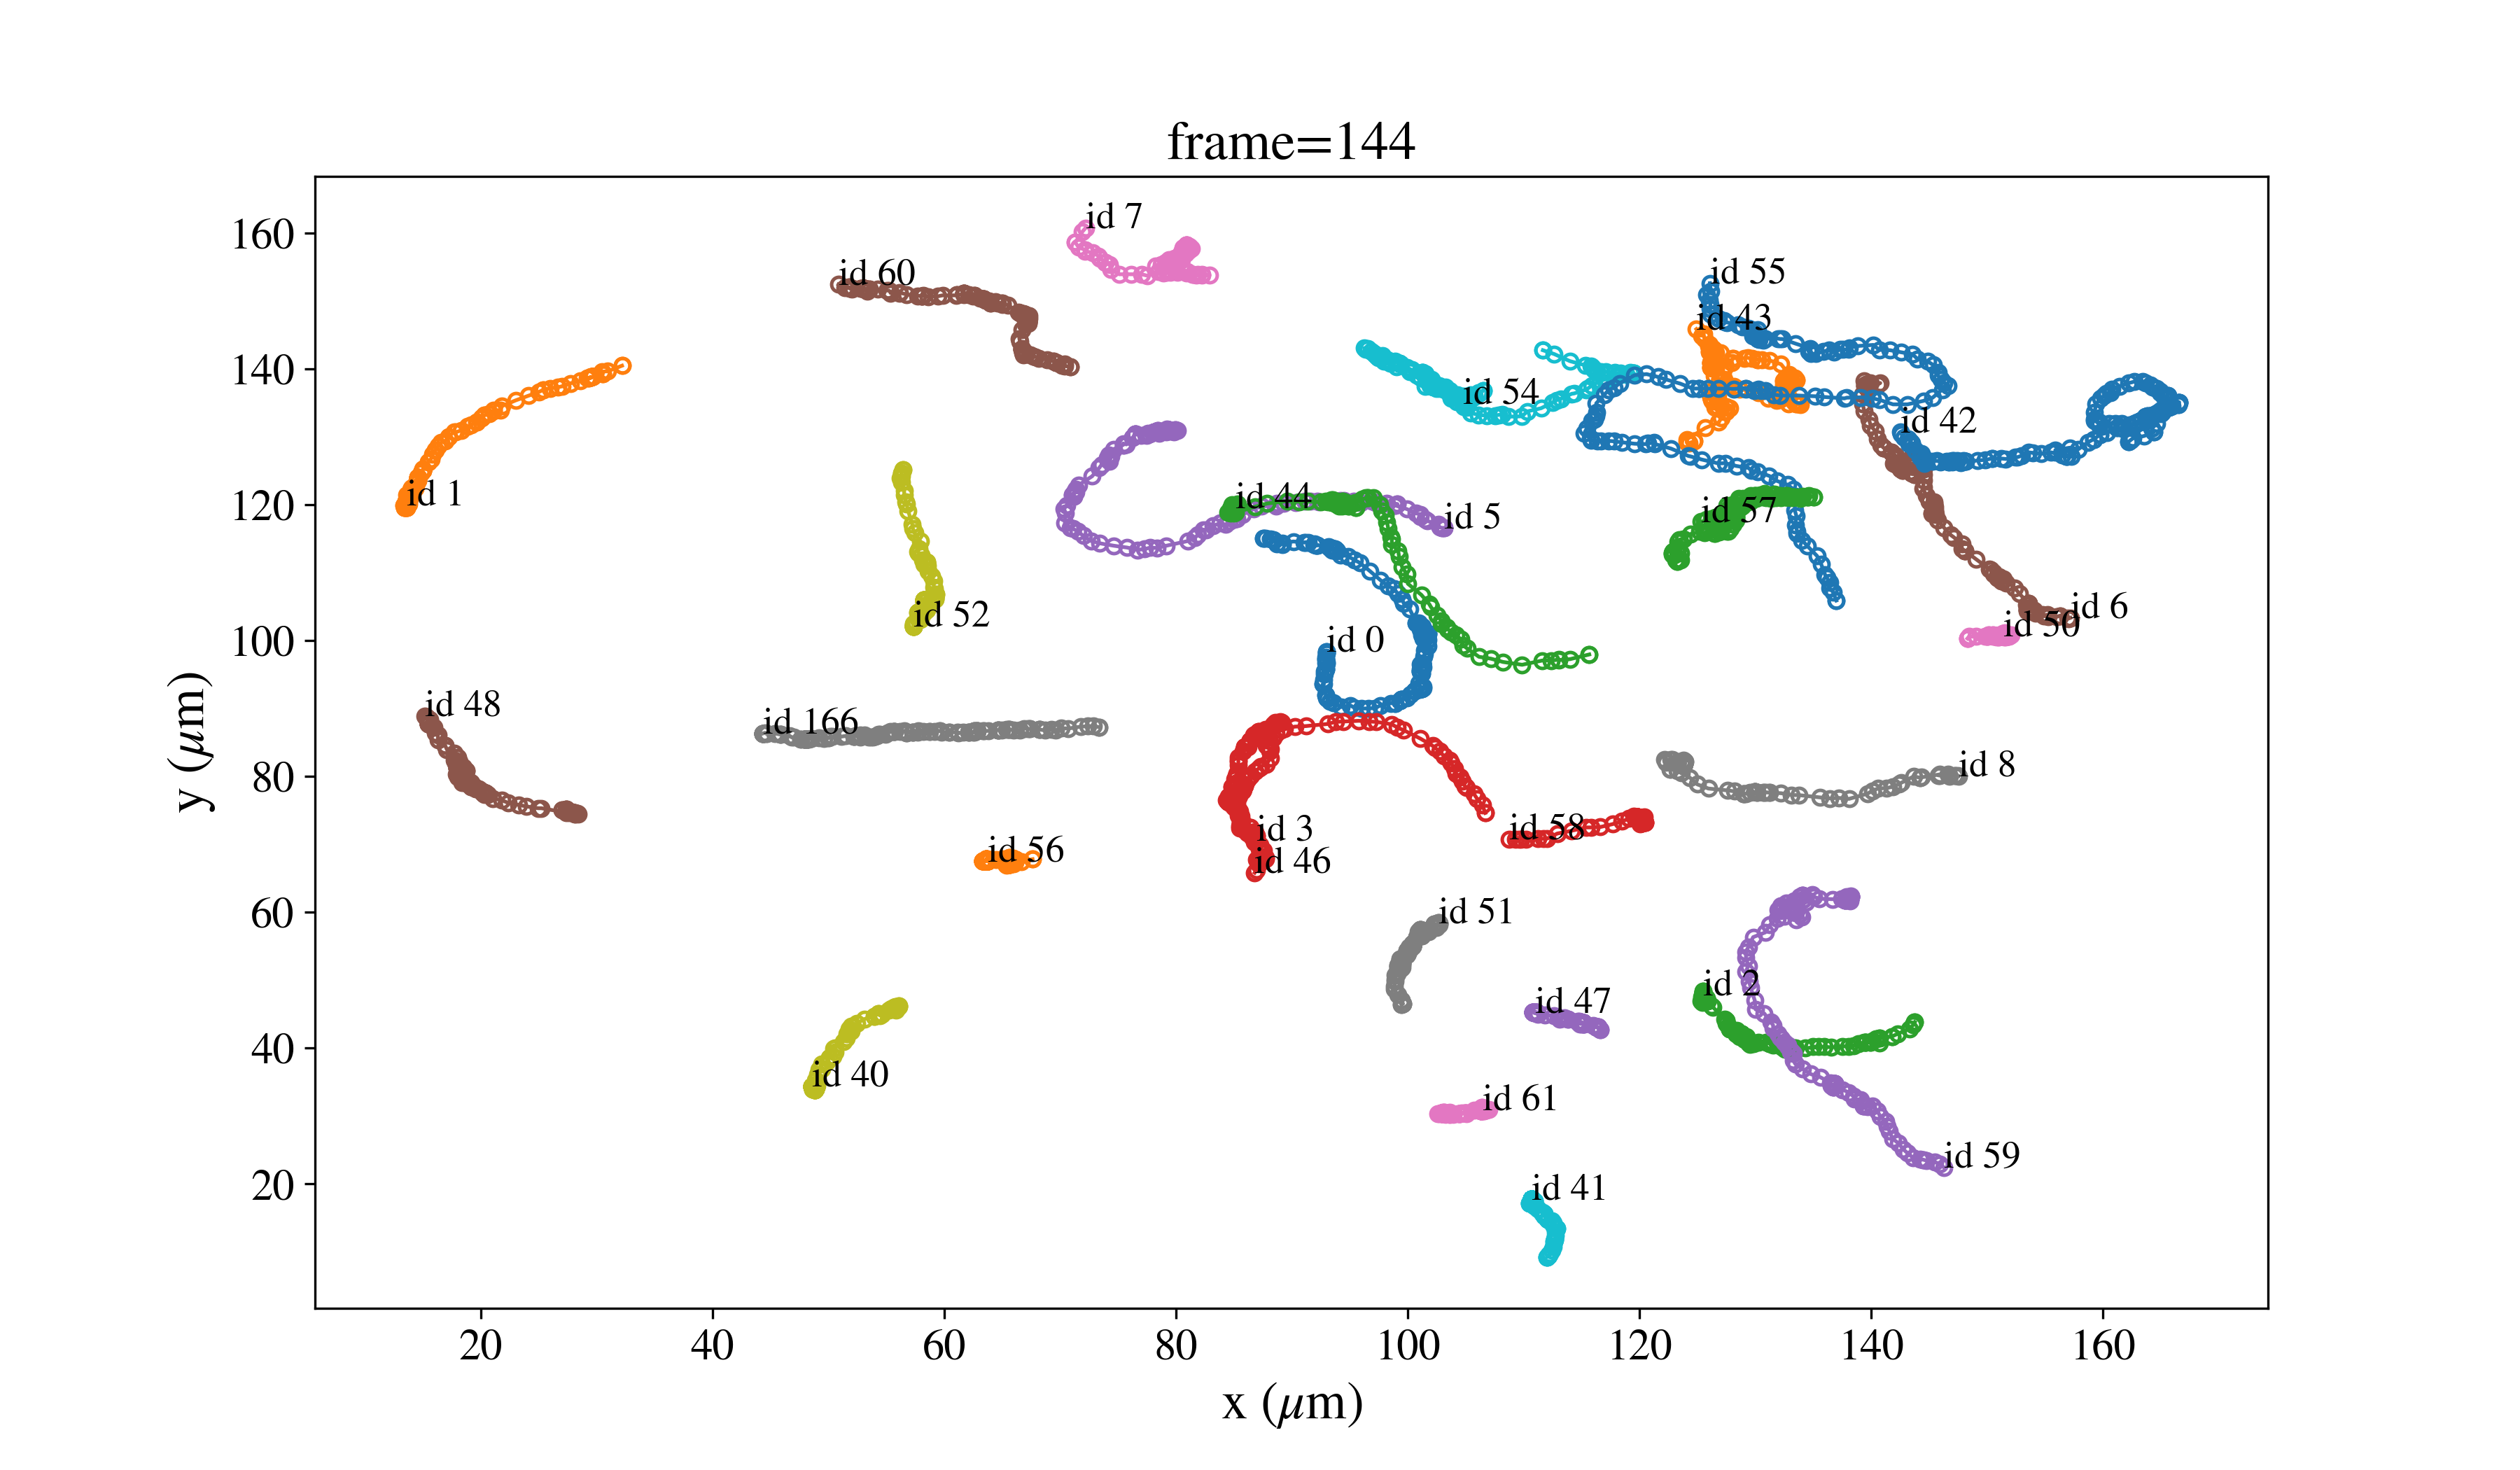 frame=144
id 7
id 60
id 55
id 43
id 54
id 42
id 1
id 44
id 5
id 57
id 52
id 0
id 6
id 50
id 48
id 166
id 8
id 3
id 58
id 56
id 46
id 51
id 2
id 47
id 40
id 61
id 59
id 41
160
140
120
100
80
60
40
20
y (μm)
20 40 60 80 100 120 140 160
x (μm)